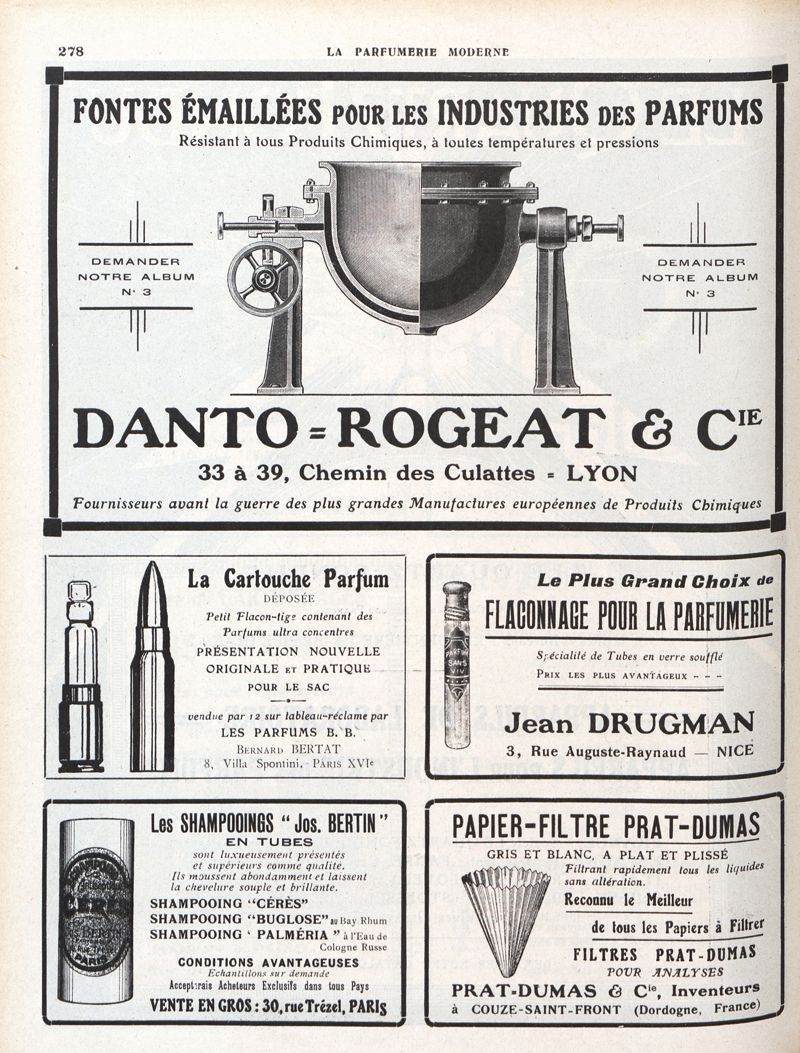 278
LA PARFUMERIE MODERNE
FONTES ÉMAILLÉES POUR LES INDUSTRIES DES PARFUMS
Résistant à tous Produits Chimiques, à toutes températures et pressions
DEMANDER
NOTRE ALBUM
N· 3
DEMANDER
NOTRE ALBUM
N· 3
DANTO = ROGEAT & CIE
33 à 39, Chemin des Culattes = LYON
Fournisseurs avant la guerre des plus grandes Manufactures européennes de Produits Chimiques
La Cartouche Parfum
DÉPOSÉE
Petit Flacon-tige contenant des
Parfums ultra concentres
PRÉSENTATION NOUVELLE
ORIGINALE ET PRATIQUE
POUR LE SAC
vendue par 12 sur tableau-réclame par
LES PARFUMS B. B.
BERNARD BERTAT
8, Villa Spontini, PARIS XVIe
Le Plus Grand Choix de
FLACONNAGE POUR LA PARFUMERIE
PARFUM
SANS
Spécialité de Tubes en verre soufflé
PRIX LES PLUS AVANTAGEUX - - -
Jean DRUGMAN
3, Rue Auguste-Raynaud — NICE
Les SHAMPOOINGS " Jos. BERTIN "
EN TUBES
sont luxueusement présentés
et supérieurs comme qualité.
Ils moussent abondamment et laissent
la chevelure souple et brillante.
SHAMPOOING "CÉRÈS"
SHAMPOOING "BUGLOSE" au Bay Rhum
SHAMPOOING ' PALMÉRIA " à l'Eau de
Cologne Russe
CONDITIONS AVANTAGEUSES
Echantillons sur demande
Accepterais Acheteurs Exclusifs dans tous Pays
VENTE EN GROS : 30, rue Trézel, PARIS
BERTIN
PARIS
PAPIER-FILTRE PRAT-DUMAS
GRIS ET BLANC, A PLAT ET PLISSÉ
Filtrant rapidement tous les liquides
sans altération.
Reconnu le Meilleur
de tous les Papiers à Filtrer
FILTRES PRAT-DUMAS
POUR ANALYSES
PRAT-DUMAS & Cie, Inventeurs
à COUZE-SAINT-FRONT (Dordogne, France)